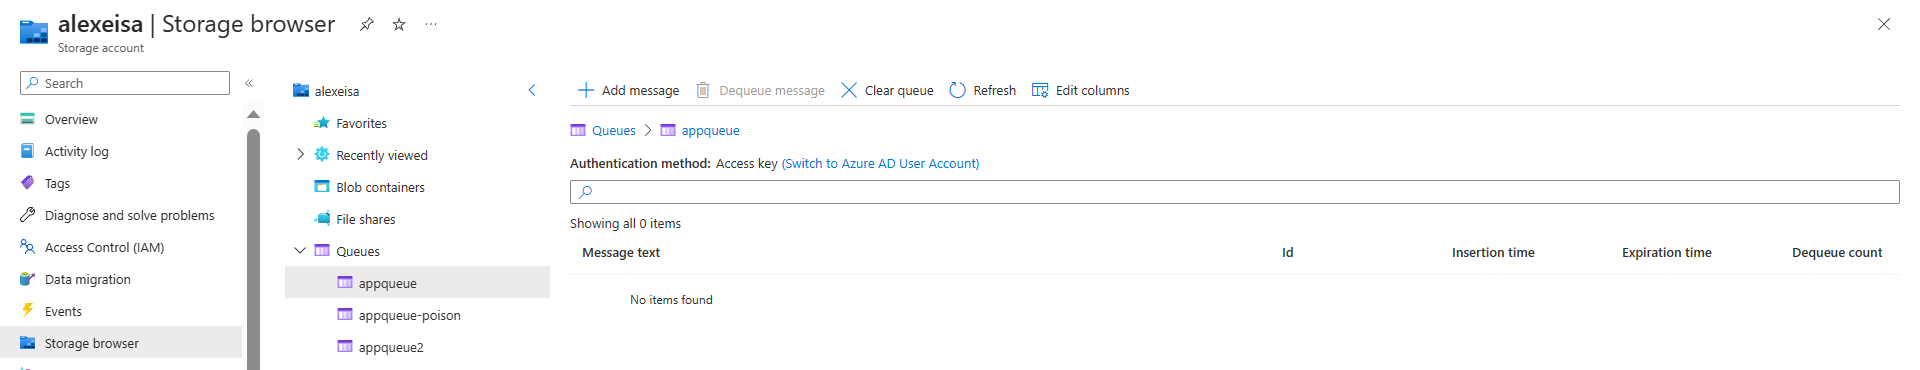 alexeisa | Storage browser
Storage account
Search
Overview
Activity log
Tags
Diagnose and solve problems
Access Control (IAM)
Data migration
Events
Storage browser
alexeisa
Favorites
Recently viewed
Blob containers
File shares
Queues
appqueue
appqueue-poison
appqueue2
Add message Dequeue message Clear queue Refresh Edit columns
Queues > appqueue
Authentication method: Access key (Switch to Azure AD User Account)
Showing all 0 items
Message text Id Insertion time Expiration time Dequeue count
No items found